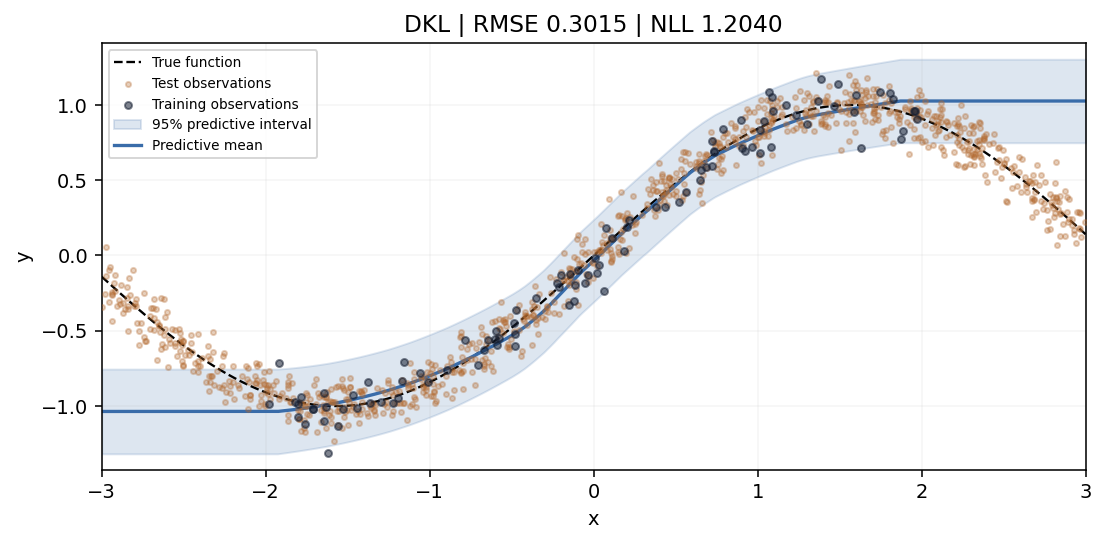 DKL | RMSE 0.3015 | NLL 1.2040
True function
Test observations
Training observations
95% predictive interval
Predictive mean
y
1.0
0.5
0.0
−0.5
−1.0
−3 −2 −1 0 1 2 3
x